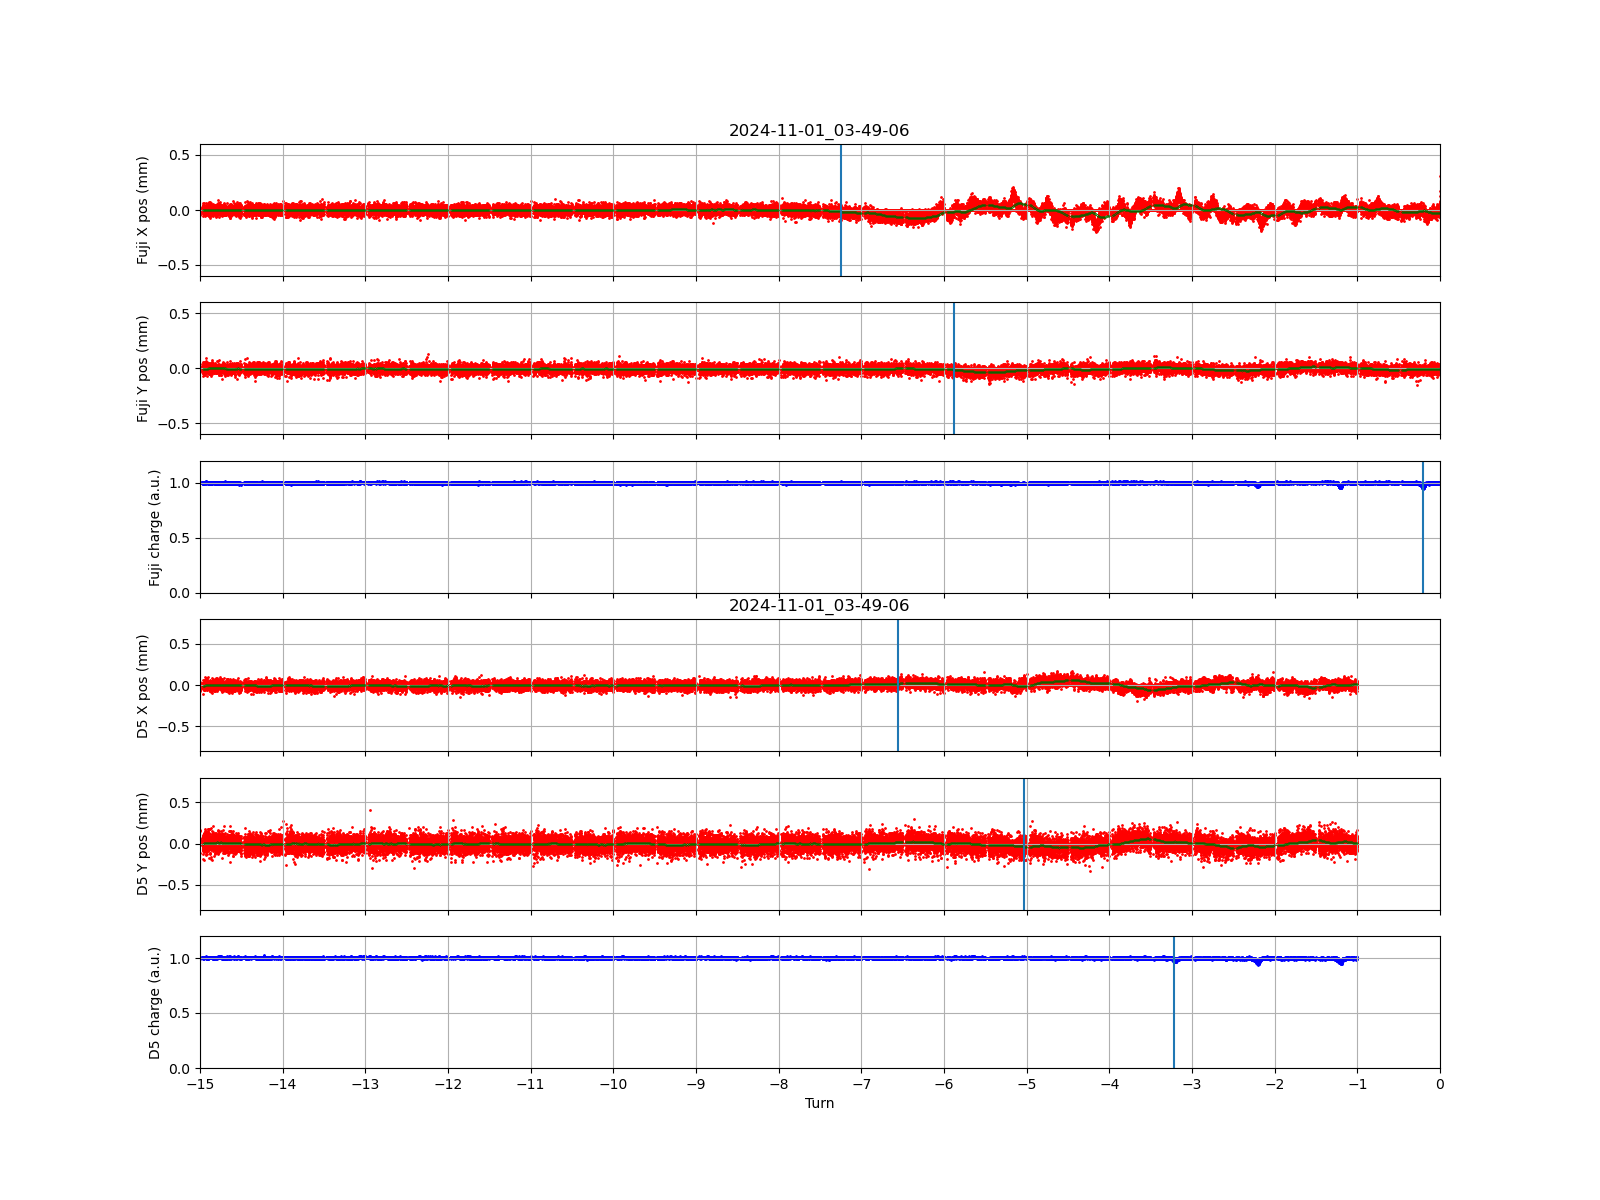 2024-11-01_03-49-06
Fuji X pos (mm)
0.5
0.0
−0.5
Fuji Y pos (mm)
0.5
0.0
−0.5
Fuji charge (a.u.)
1.0
0.5
0.0
2024-11-01_03-49-06
D5 X pos (mm)
0.5
0.0
−0.5
D5 Y pos (mm)
0.5
0.0
−0.5
D5 charge (a.u.)
1.0
0.5
0.0
−15 −14 −13 −12 −11 −10 −9 −8 −7 −6 −5 −4 −3 −2 −1 0
Turn